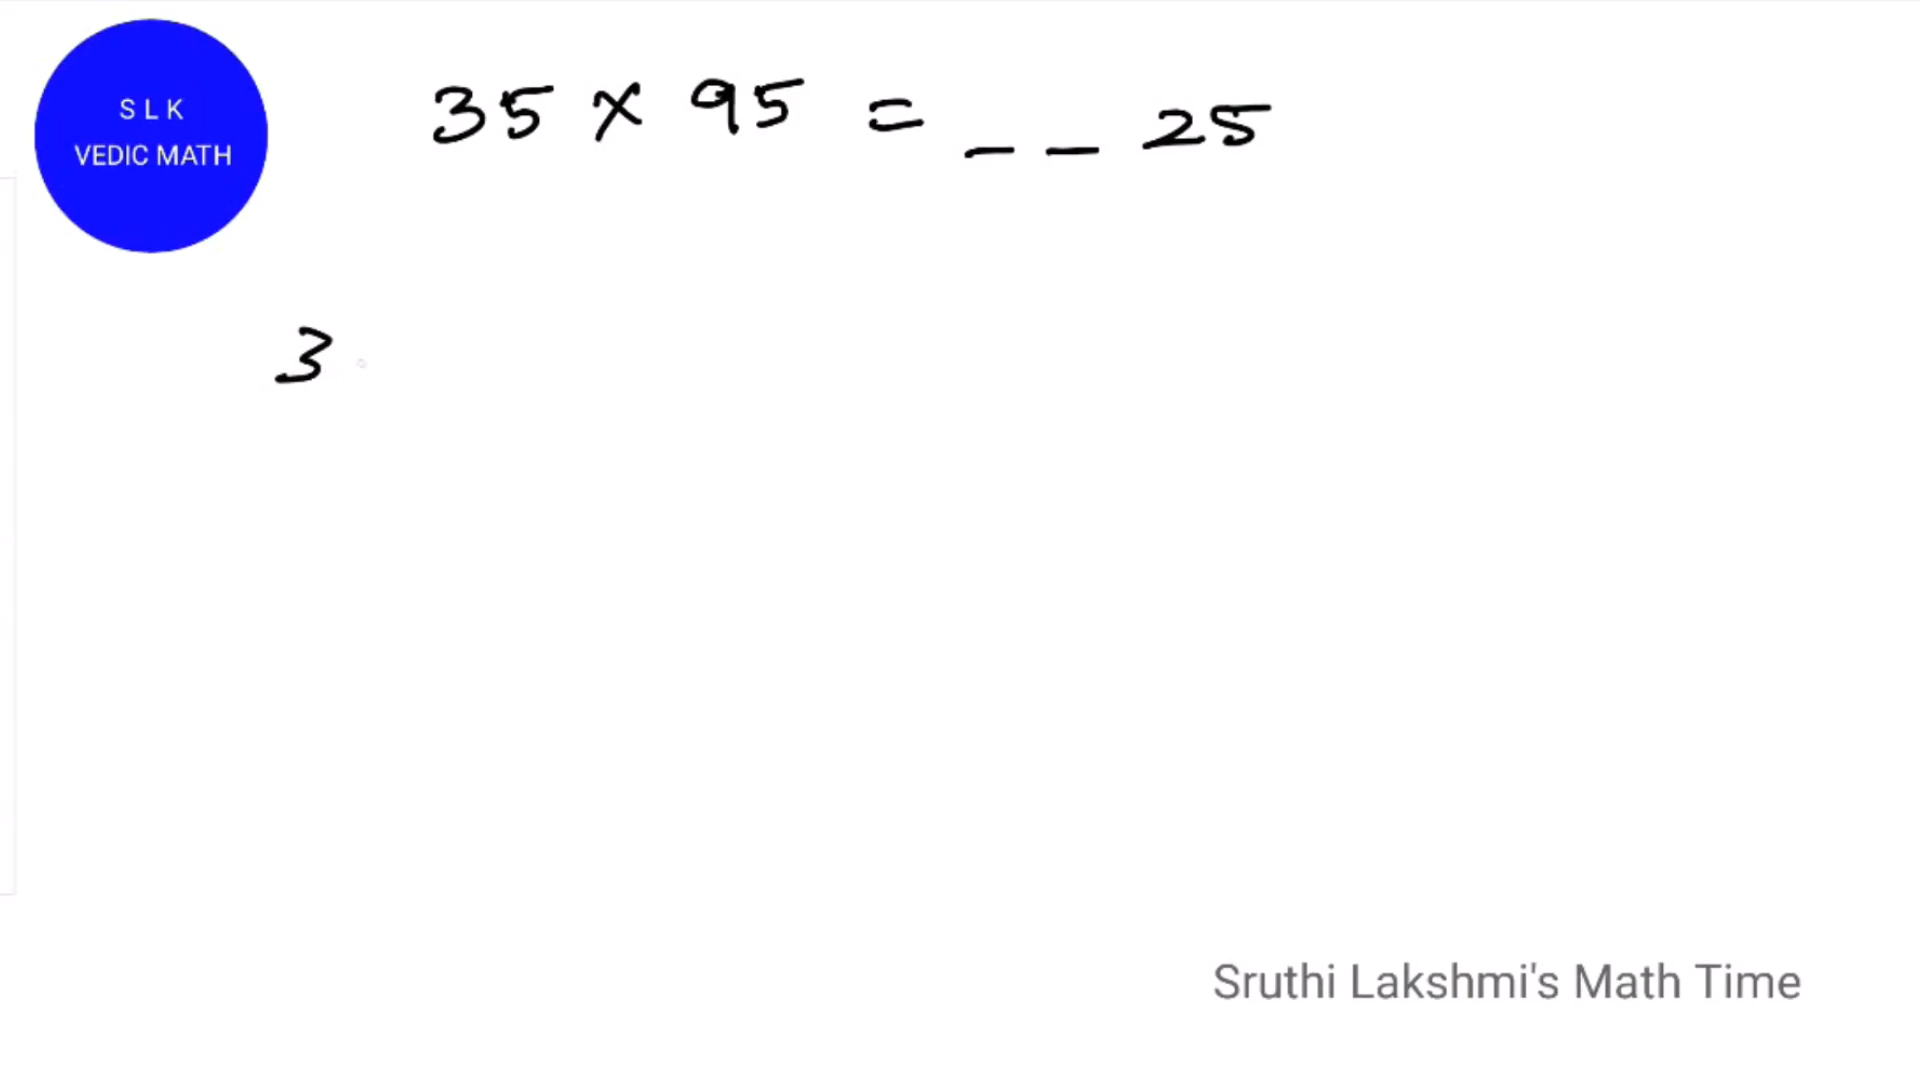 S L K
VEDIC MATH
35 × 95 = _ _ 25
3
Sruthi Lakshmi's Math Time